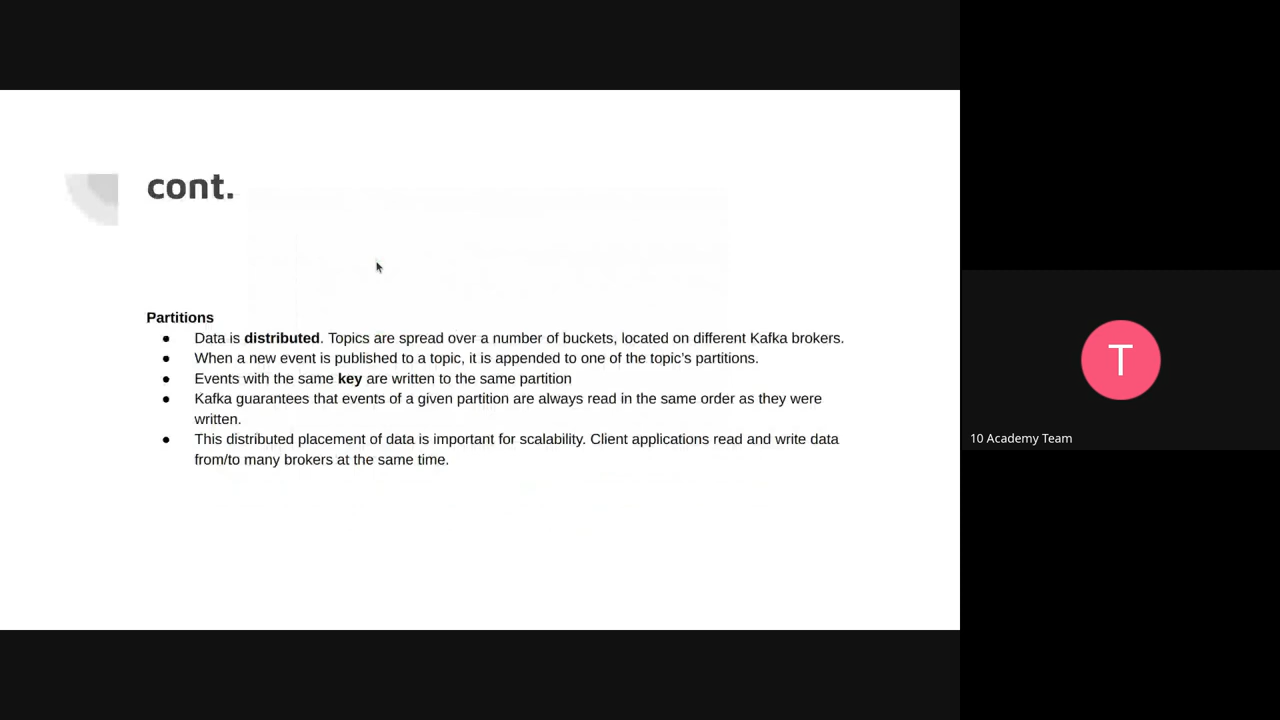 cont.
Partitions
● Data is distributed. Topics are spread over a number of buckets, located on different Kafka brokers.
● When a new event is published to a topic, it is appended to one of the topic's partitions.
● Events with the same key are written to the same partition
● Kafka guarantees that events of a given partition are always read in the same order as they were
written.
● This distributed placement of data is important for scalability. Client applications read and write data
from/to many brokers at the same time.
T
10 Academy Team